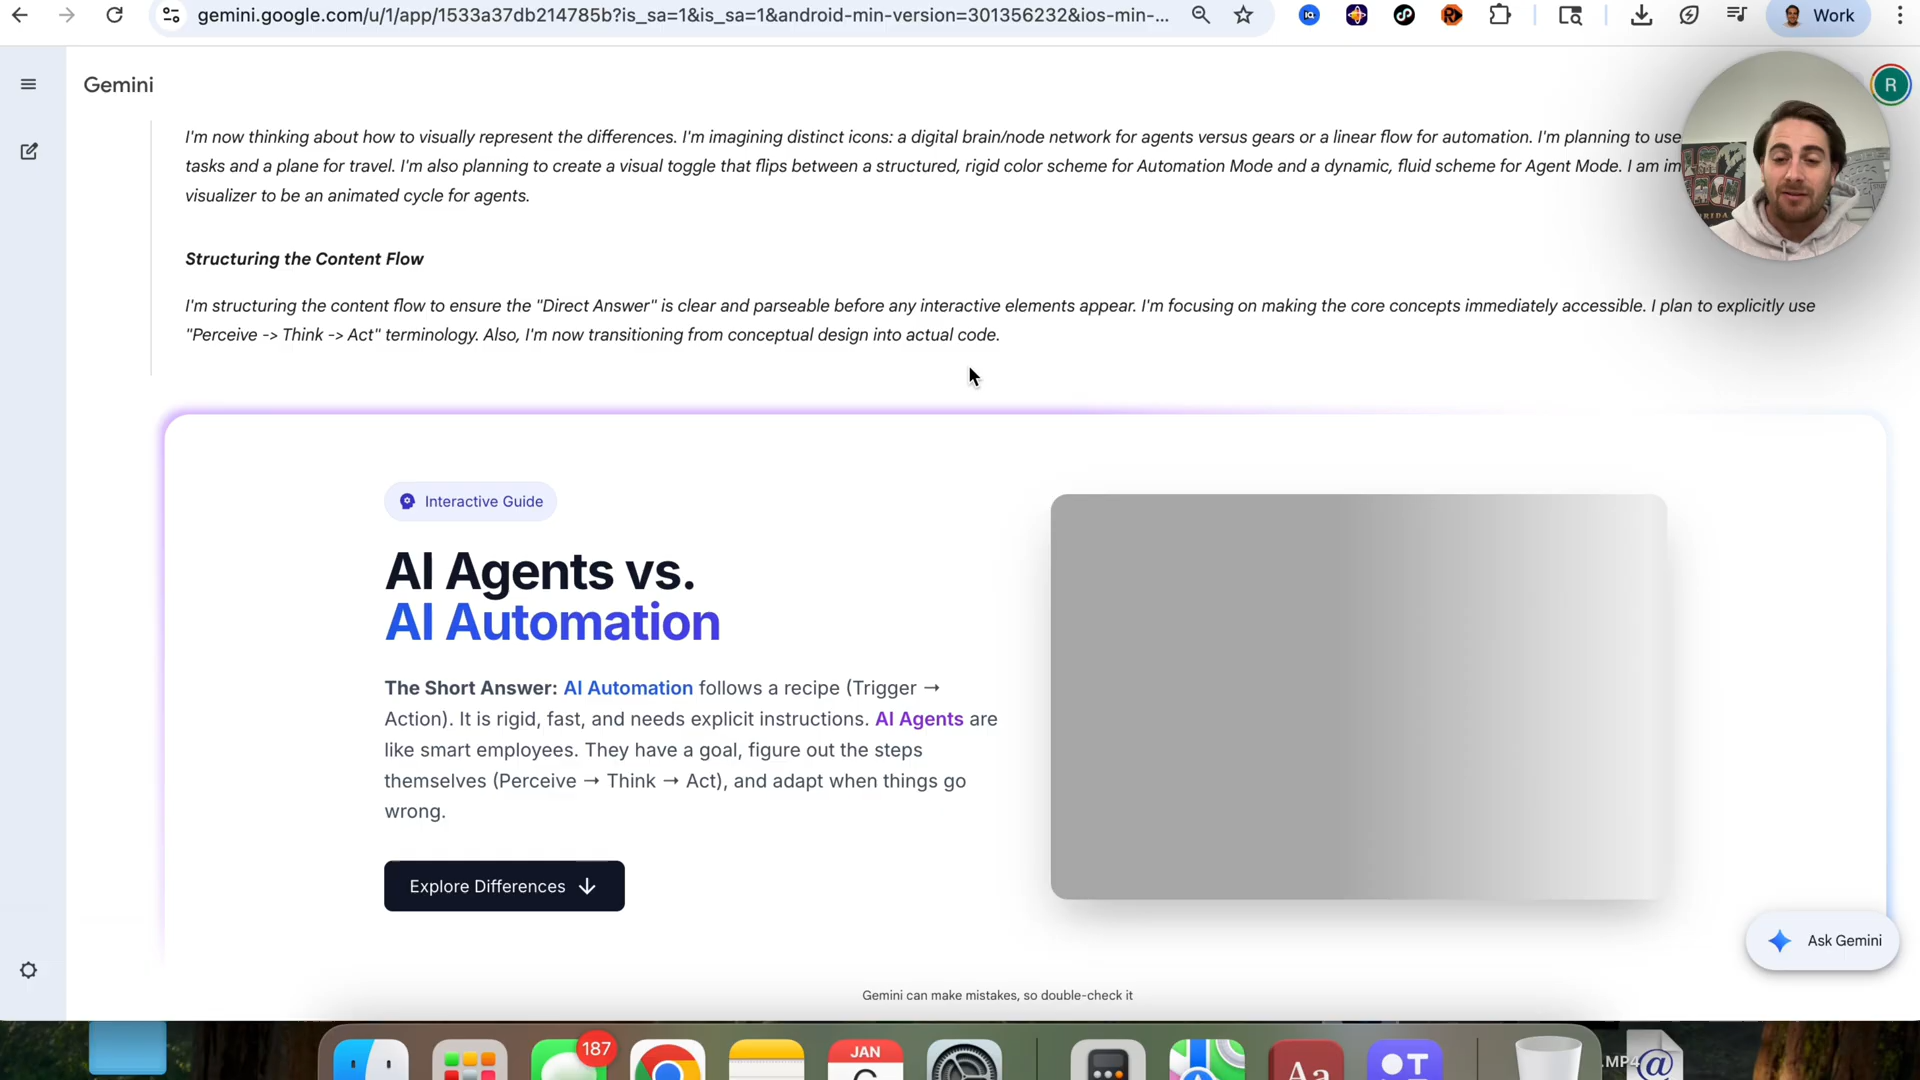 gemini.google.com/u/1/app/1533a37db214785b?is_sa=1&is_sa=1&android-min-version=301356232&ios-min-...
Work
Gemini
R
I'm now thinking about how to visually represent the differences. I'm imagining distinct icons: a digital brain/node network for agents versus gears or a linear flow for automation. I'm planning to use
tasks and a plane for travel. I'm also planning to create a visual toggle that flips between a structured, rigid color scheme for Automation Mode and a dynamic, fluid scheme for Agent Mode. I am im
visualizer to be an animated cycle for agents.
Structuring the Content Flow
I'm structuring the content flow to ensure the "Direct Answer" is clear and parseable before any interactive elements appear. I'm focusing on making the core concepts immediately accessible. I plan to explicitly use
"Perceive -> Think -> Act" terminology. Also, I'm now transitioning from conceptual design into actual code.
Interactive Guide
AI Agents vs.
AI Automation
The Short Answer: AI Automation follows a recipe (Trigger →
Action). It is rigid, fast, and needs explicit instructions. AI Agents are
like smart employees. They have a goal, figure out the steps
themselves (Perceive → Think → Act), and adapt when things go
wrong.
Explore Differences ↓
Ask Gemini
Gemini can make mistakes, so double-check it
187
JAN
Aa
T
.MP4
@